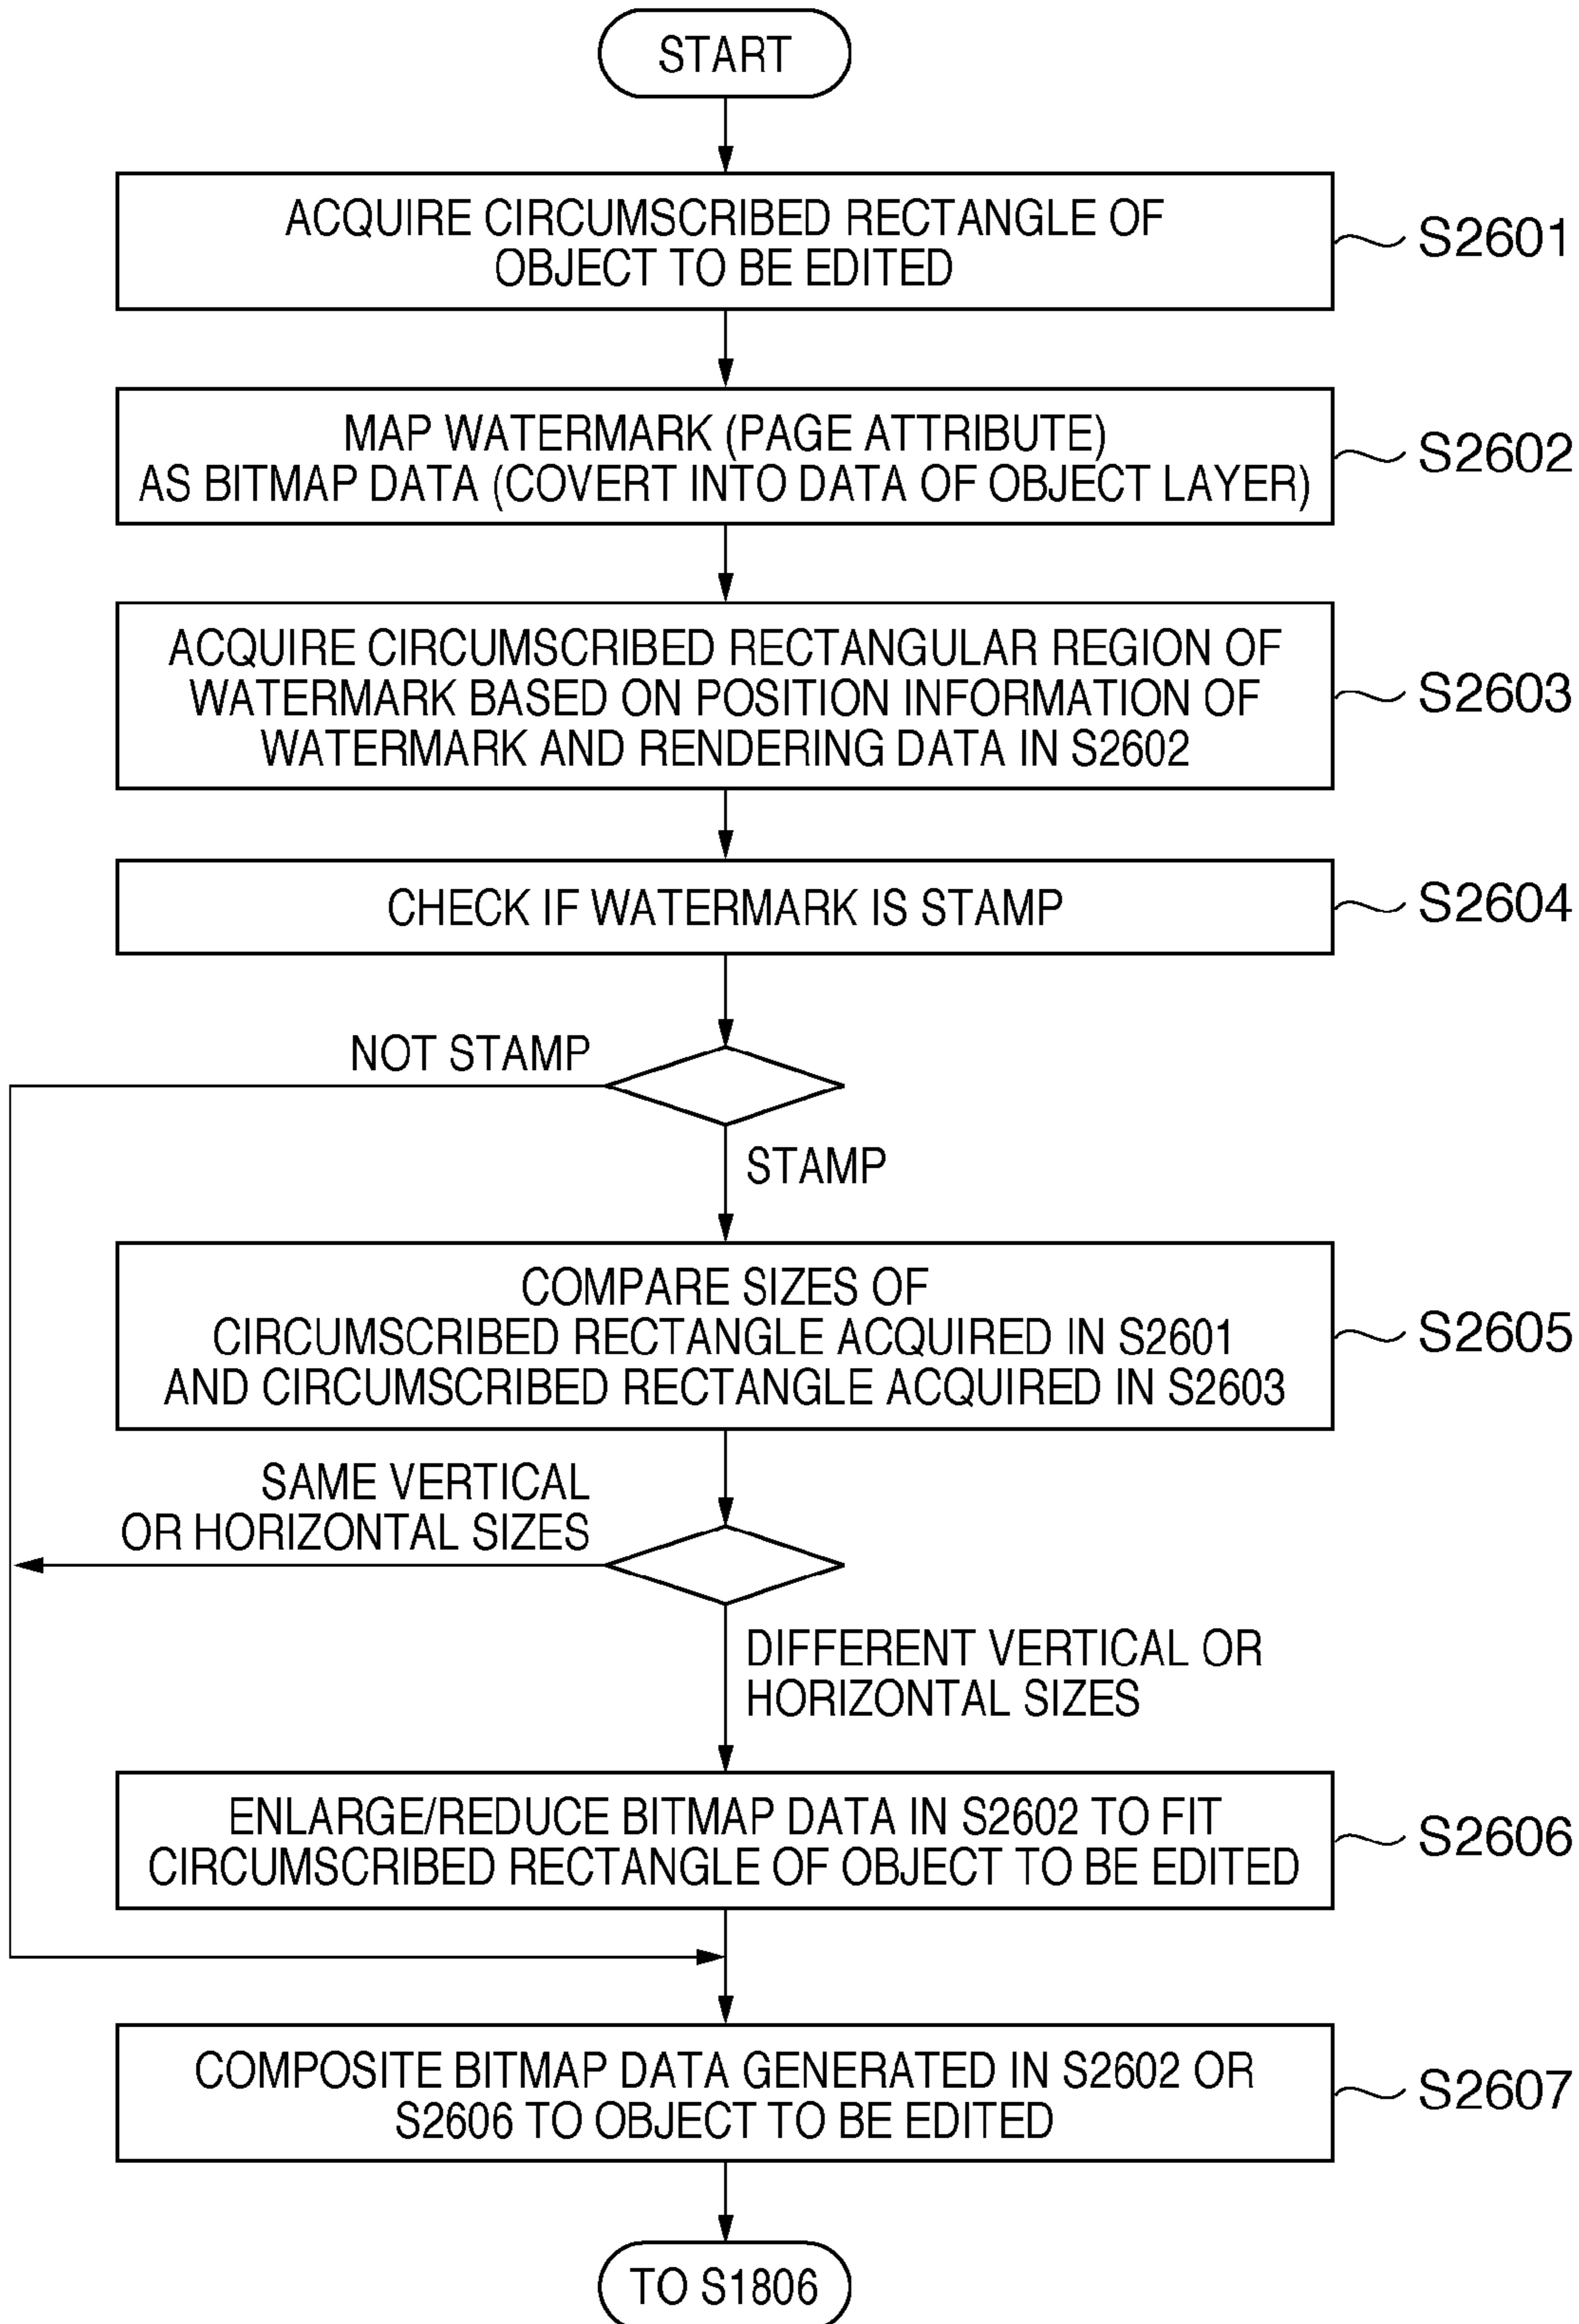 START
ACQUIRE CIRCUMSCRIBED RECTANGLE OF
OBJECT TO BE EDITED
S2601
MAP WATERMARK (PAGE ATTRIBUTE)
AS BITMAP DATA (COVERT INTO DATA OF OBJECT LAYER)
S2602
ACQUIRE CIRCUMSCRIBED RECTANGULAR REGION OF
WATERMARK BASED ON POSITION INFORMATION OF
WATERMARK AND RENDERING DATA IN S2602
S2603
CHECK IF WATERMARK IS STAMP
S2604
NOT STAMP
STAMP
COMPARE SIZES OF
CIRCUMSCRIBED RECTANGLE ACQUIRED IN S2601
AND CIRCUMSCRIBED RECTANGLE ACQUIRED IN S2603
S2605
SAME VERTICAL
OR HORIZONTAL SIZES
DIFFERENT VERTICAL OR
HORIZONTAL SIZES
ENLARGE/REDUCE BITMAP DATA IN S2602 TO FIT
CIRCUMSCRIBED RECTANGLE OF OBJECT TO BE EDITED
S2606
COMPOSITE BITMAP DATA GENERATED IN S2602 OR
S2606 TO OBJECT TO BE EDITED
S2607
TO S1806